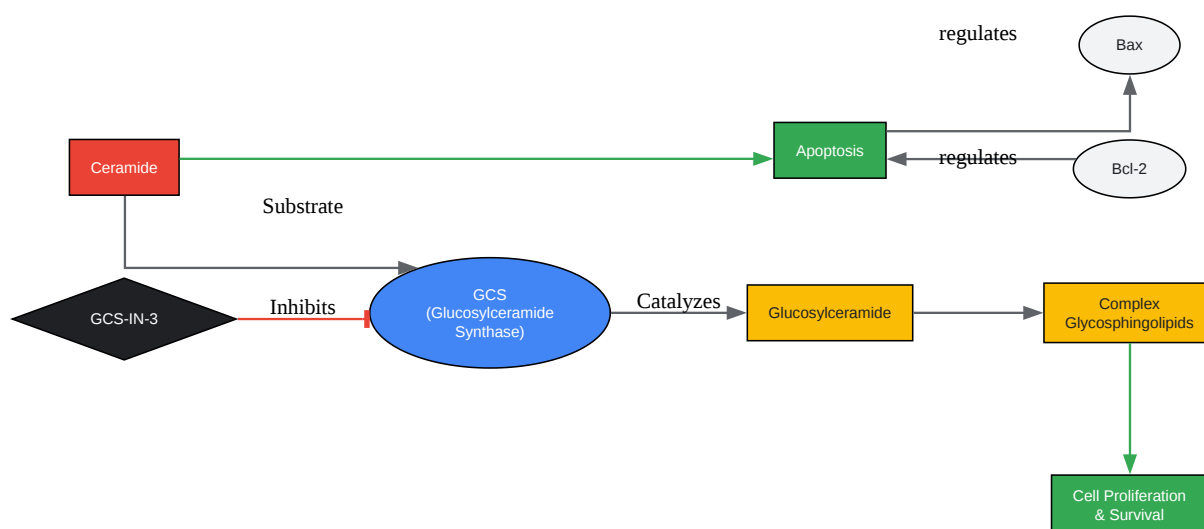 regulates
Bax
Ceramide
Apoptosis
regulates
Bcl-2
Substrate
GCS-IN-3
Inhibits
GCS
(Glucosylceramide
Synthase)
Catalyzes
Glucosylceramide
Complex
Glycosphingolipids
Cell Proliferation
& Survival